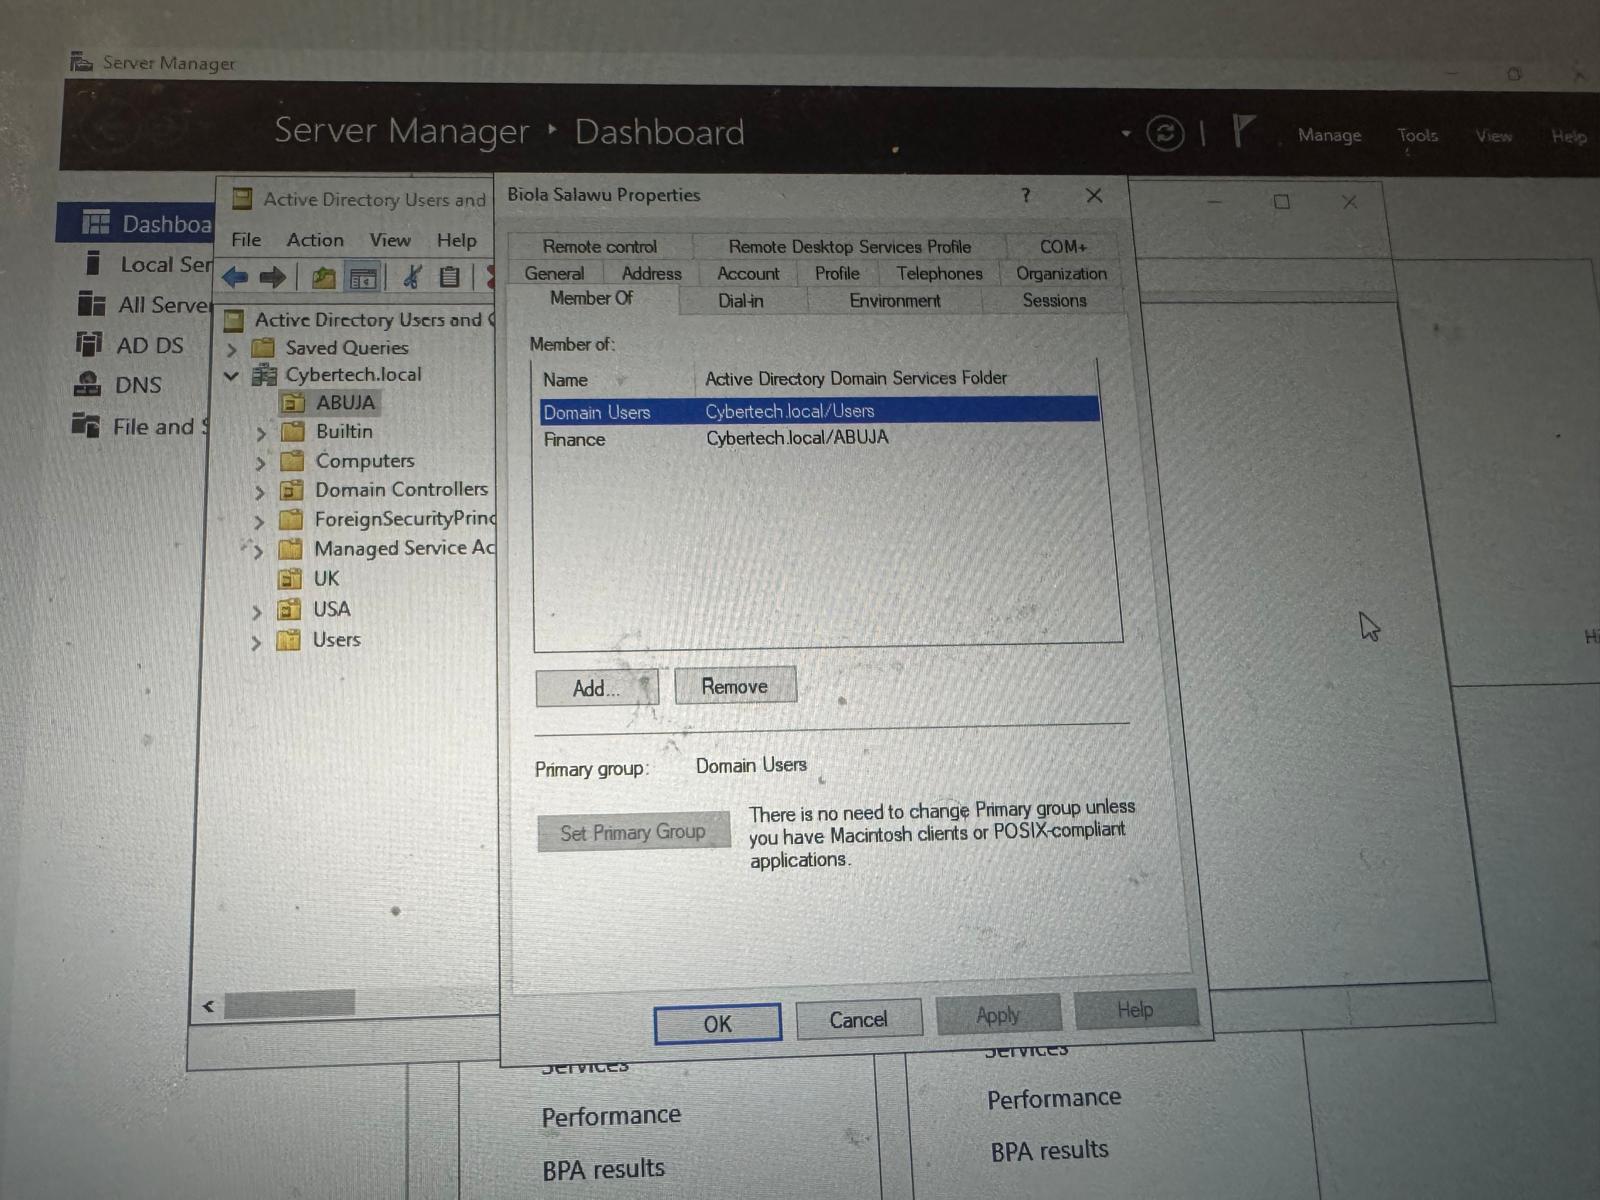 Server Manager
Server Manager ‣ Dashboard
Manage Tools View Help
Dashboa
Local Ser
All Server
AD DS
DNS
File and S
Active Directory Users and
File Action View Help
Active Directory Users and C
Saved Queries
Cybertech.local
ABUJA
Builtin
Computers
Domain Controllers
ForeignSecurityPrinc
Managed Service Ac
UK
USA
Users
Biola Salawu Properties
Remote control Remote Desktop Services Profile COM+
General Address Account Profile Telephones Organization
Member Of Dial-in Environment Sessions
Member of:
Name Active Directory Domain Services Folder
Domain Users Cybertech.local/Users
Finance Cybertech.local/ABUJA
Add... Remove
Primary group: Domain Users
Set Primary Group
There is no need to change Primary group unless
you have Macintosh clients or POSIX-compliant
applications.
OK Cancel Apply Help
Services
Performance
BPA results
Services
Performance
BPA results
Hi